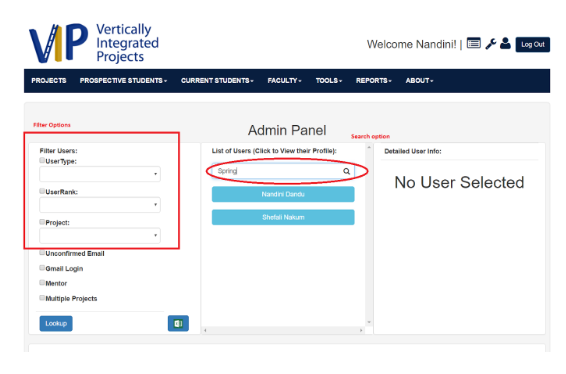 VIP Vertically
Integrated
Projects
Welcome Nandini! |
Log Out
PROJECTS PROSPECTIVE STUDENTS CURRENT STUDENTS FACULTY TOOLS REPORTS ABOUT
Filter Options
Admin Panel
Search option
Filter Users:
UserType:
UserRank:
Project:
Unconfirmed Email
Gmail Login
Mentor
Multiple Projects
Lookup
List of Users (Click to View their Profile):
Spring
Nandini Dandu
Shefali Nakum
Detailed User Info:
No User Selected